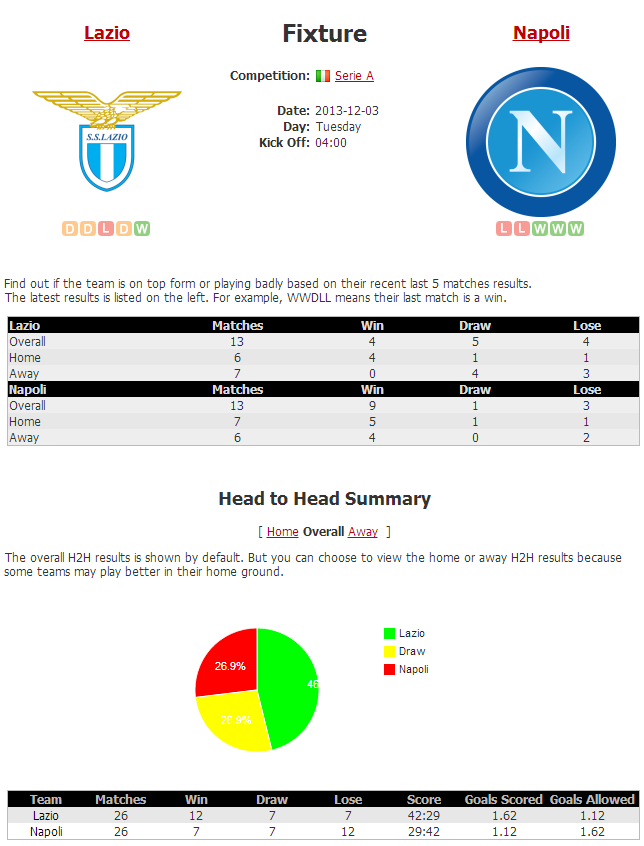 Lazio Fixture Napoli
Competition: Serie A
Date: 2013-12-03
Day: Tuesday
Kick Off: 04:00
S.S.LAZIO
N
D D L D W
L L W W W
Find out if the team is on top form or playing badly based on their recent last 5 matches results.
The latest results is listed on the left. For example, WWDLL means their last match is a win.
Lazio Matches Win Draw Lose
Overall 13 4 5 4
Home 6 4 1 1
Away 7 0 4 3
Napoli Matches Win Draw Lose
Overall 13 9 1 3
Home 7 5 1 1
Away 6 4 0 2
Head to Head Summary
[ Home Overall Away ]
The overall H2H results is shown by default. But you can choose to view the home or away H2H results because
some teams may play better in their home ground.
Lazio
Draw
Napoli
26.9%
46
26.9%
Team Matches Win Draw Lose Score Goals Scored Goals Allowed
Lazio 26 12 7 7 42:29 1.62 1.12
Napoli 26 7 7 12 29:42 1.12 1.62